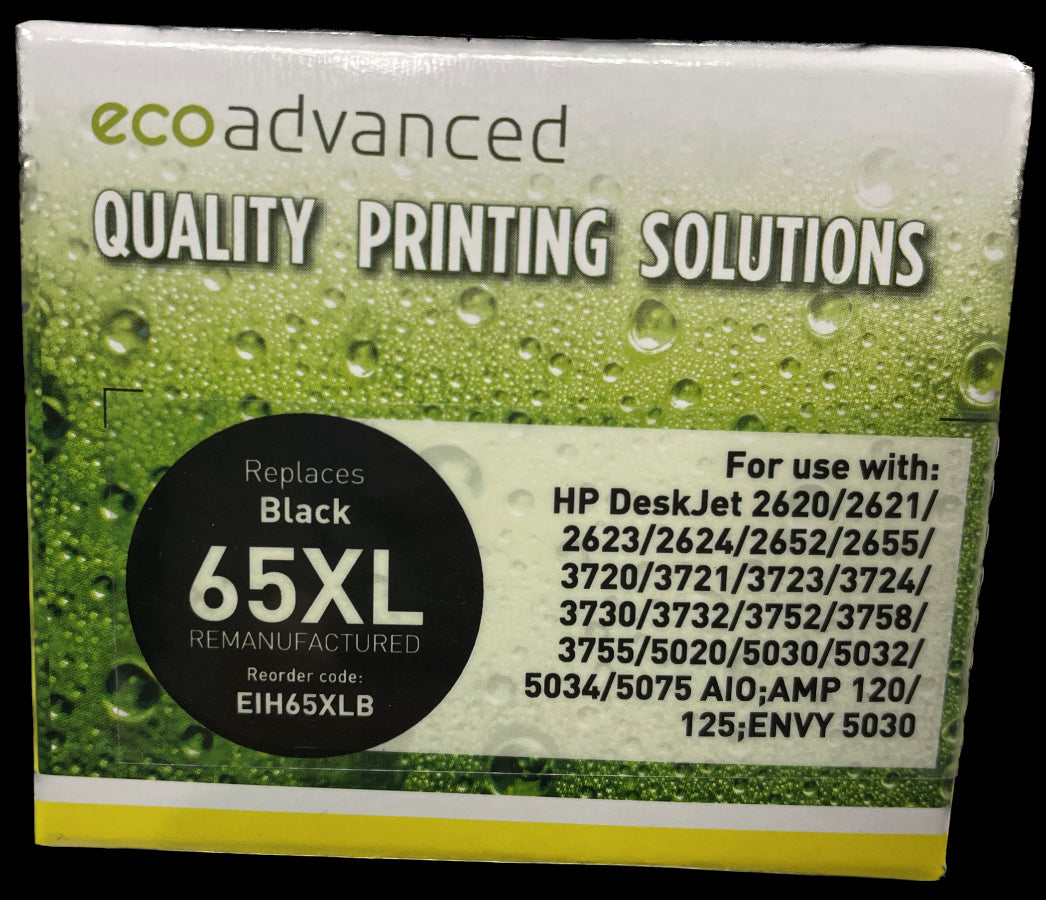 ecoadvanced
QUALITY PRINTING SOLUTIONS
Replaces
Black
65XL
REMANUFACTURED
Reorder code:
EIH65XLB
For use with:
HP DeskJet 2620/2621/
2623/2624/2652/2655/
3720/3721/3723/3724/
3730/3732/3752/3758/
3755/5020/5030/5032/
5034/5075 AIO;AMP 120/
125;ENVY 5030